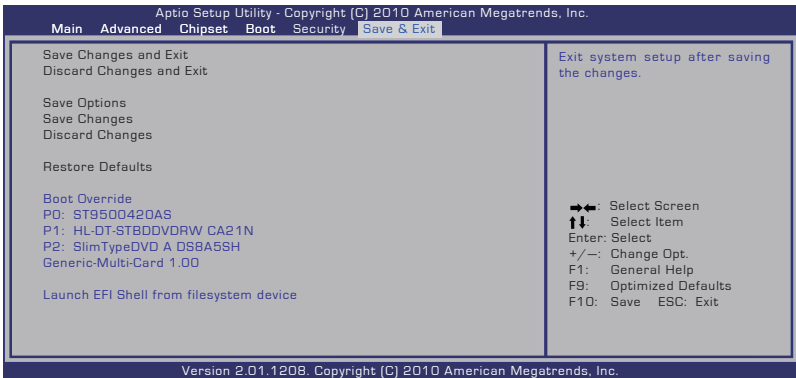 Aptio Setup Utility - Copyright (C) 2010 American Megatrends, Inc.
Main Advanced Chipset Boot Security Save & Exit
Save Changes and Exit
Discard Changes and Exit
Save Options
Save Changes
Discard Changes
Restore Defaults
Boot Override
P0: ST9500420AS
P1: HL-DT-STBDDVDRW CA21N
P2: SlimTypeDVD A DS8A5SH
Generic-Multi-Card 1.00
Launch EFI Shell from filesystem device
Exit system setup after saving
the changes.
→←: Select Screen
↑↓: Select Item
Enter: Select
+/—: Change Opt.
F1: General Help
F9: Optimized Defaults
F10: Save ESC: Exit
Version 2.01.1208. Copyright (C) 2010 American Megatrends, Inc.